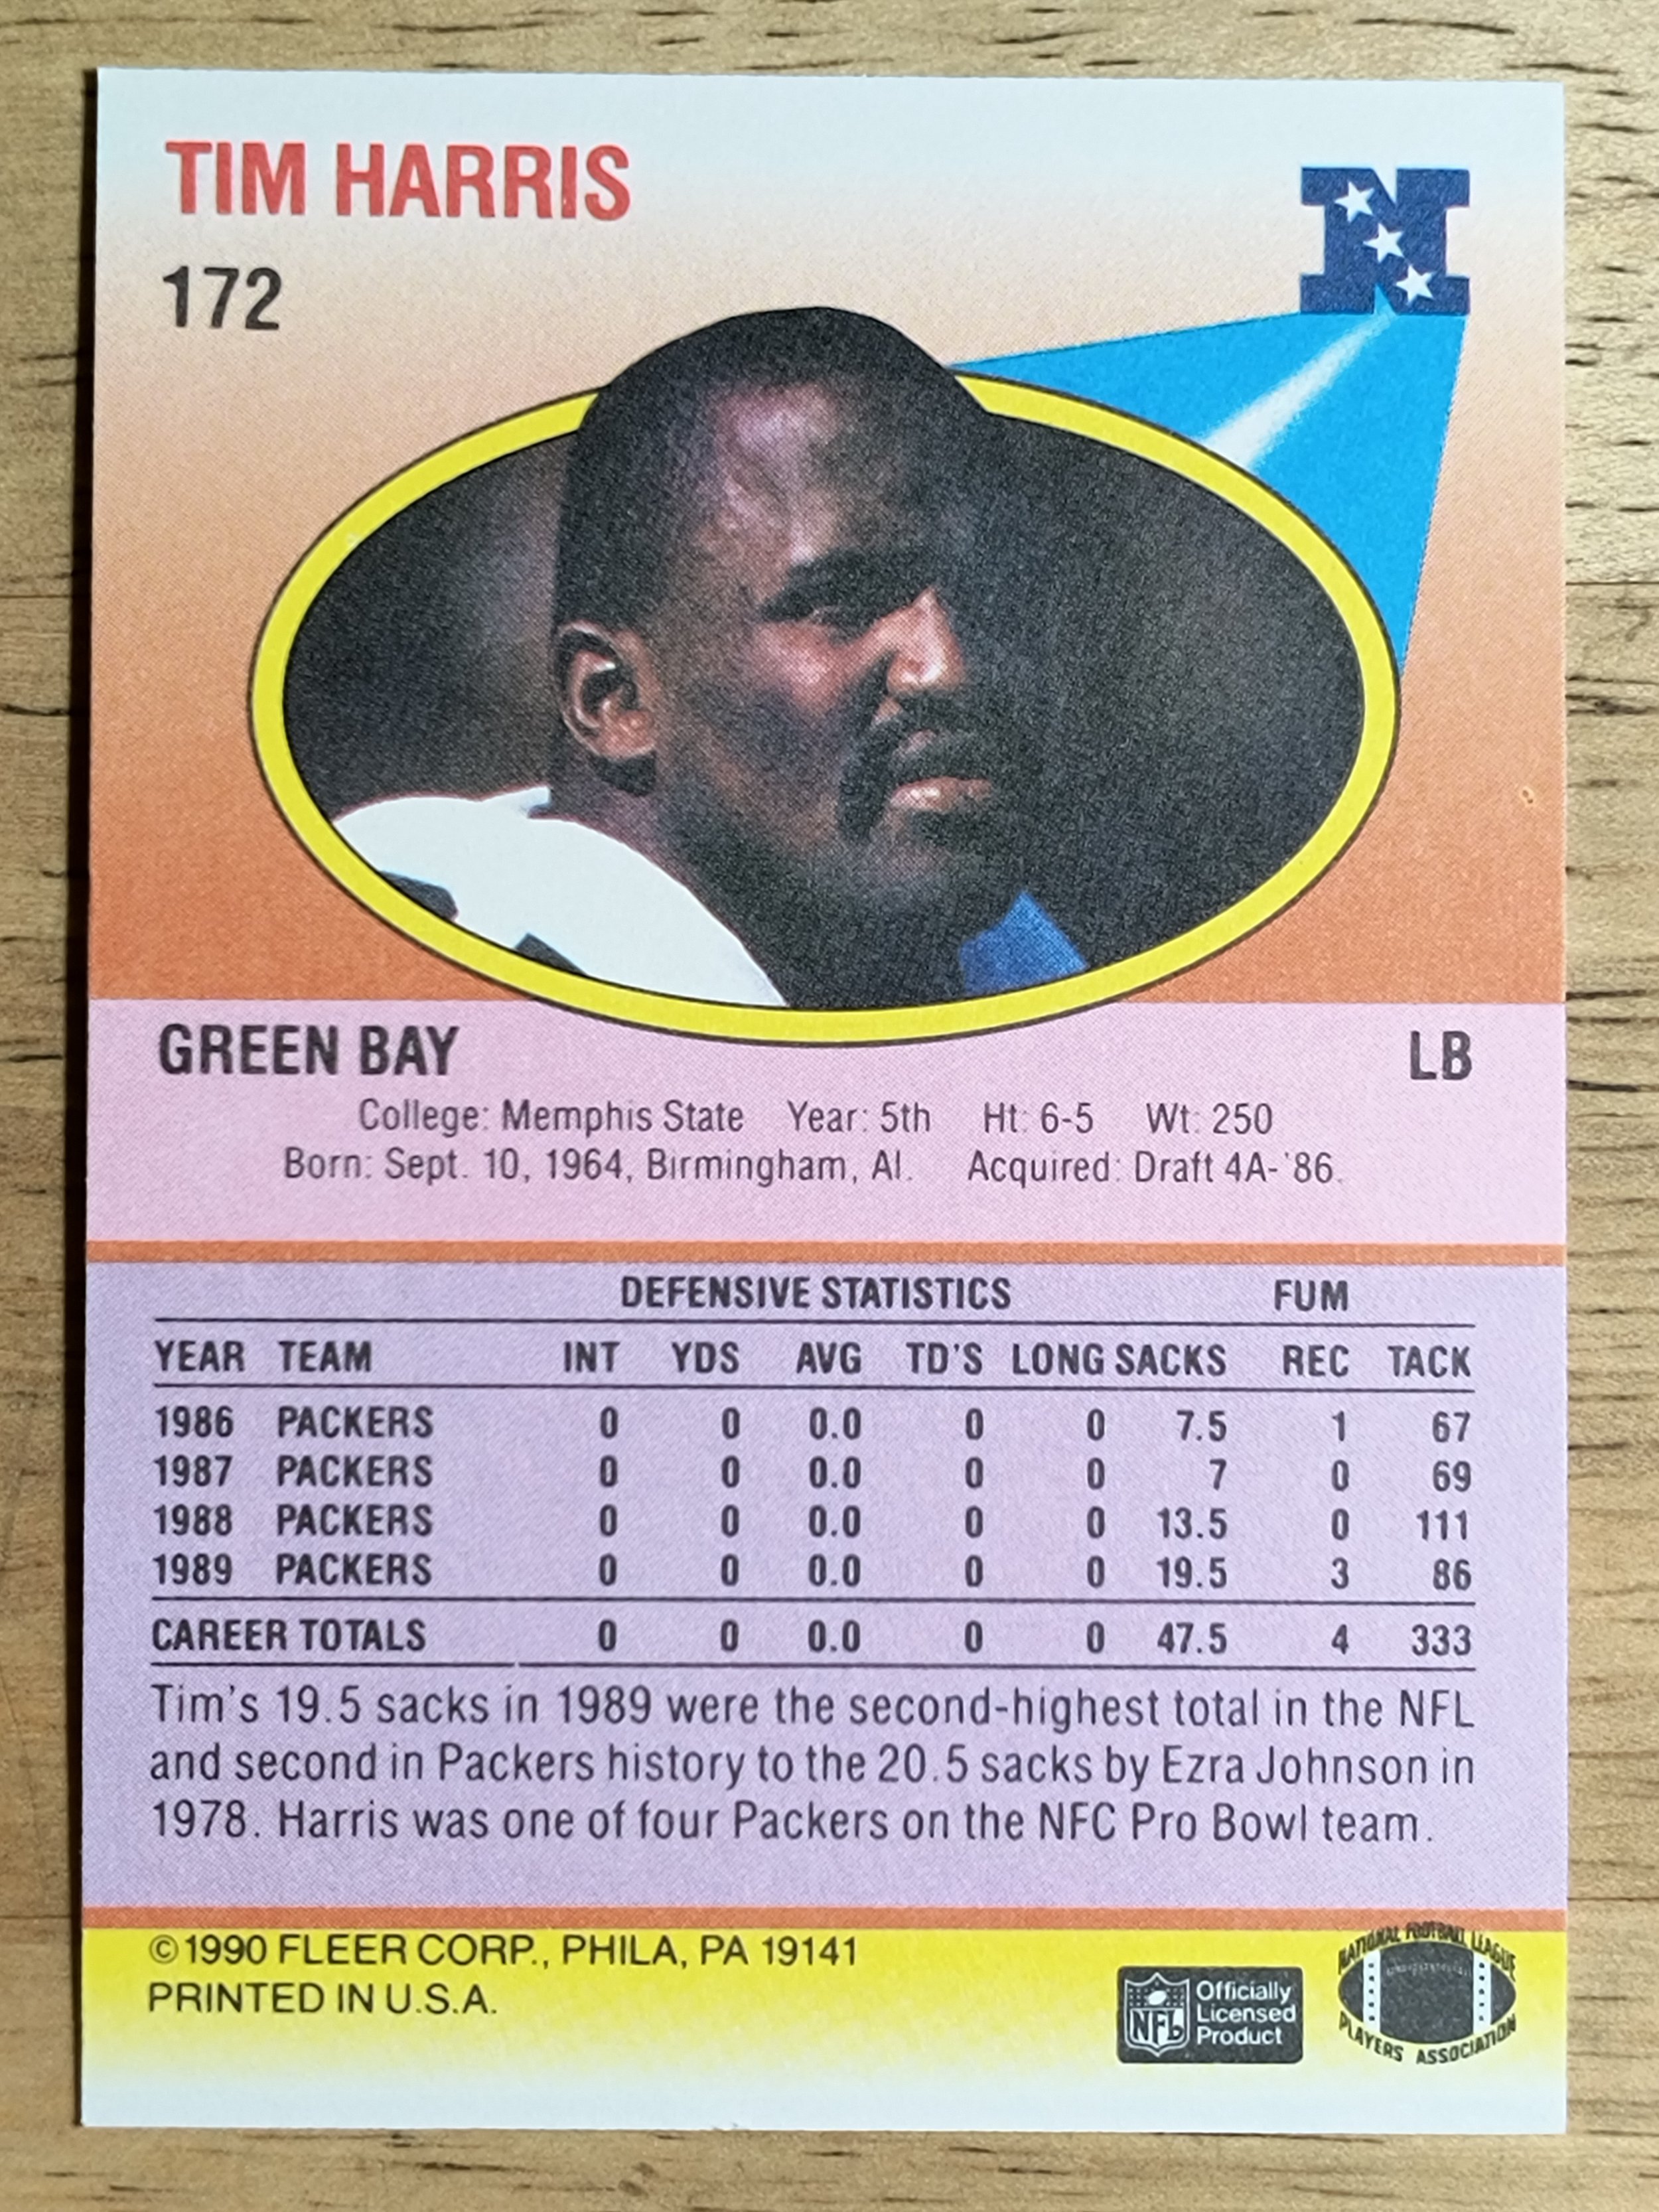 TIM HARRIS
172
N
GREEN BAY LB
College: Memphis State Year: 5th Ht: 6-5 Wt: 250
Born: Sept. 10, 1964, Birmingham, Al. Acquired: Draft 4A-'86.
DEFENSIVE STATISTICS FUM
YEAR TEAM INT YDS AVG TD'S LONG SACKS REC TACK
1986 PACKERS 0 0 0.0 0 0 7.5 1 67
1987 PACKERS 0 0 0.0 0 0 7 0 69
1988 PACKERS 0 0 0.0 0 0 13.5 0 111
1989 PACKERS 0 0 0.0 0 0 19.5 3 86
CAREER TOTALS 0 0 0.0 0 0 47.5 4 333
Tim's 19.5 sacks in 1989 were the second-highest total in the NFL
and second in Packers history to the 20.5 sacks by Ezra Johnson in
1978. Harris was one of four Packers on the NFC Pro Bowl team.
©1990 FLEER CORP., PHILA, PA 19141
PRINTED IN U.S.A.
NFL
Officially
Licensed
Product
NATIONAL FOOTBALL LEAGUE
PLAYERS ASSOCIATION